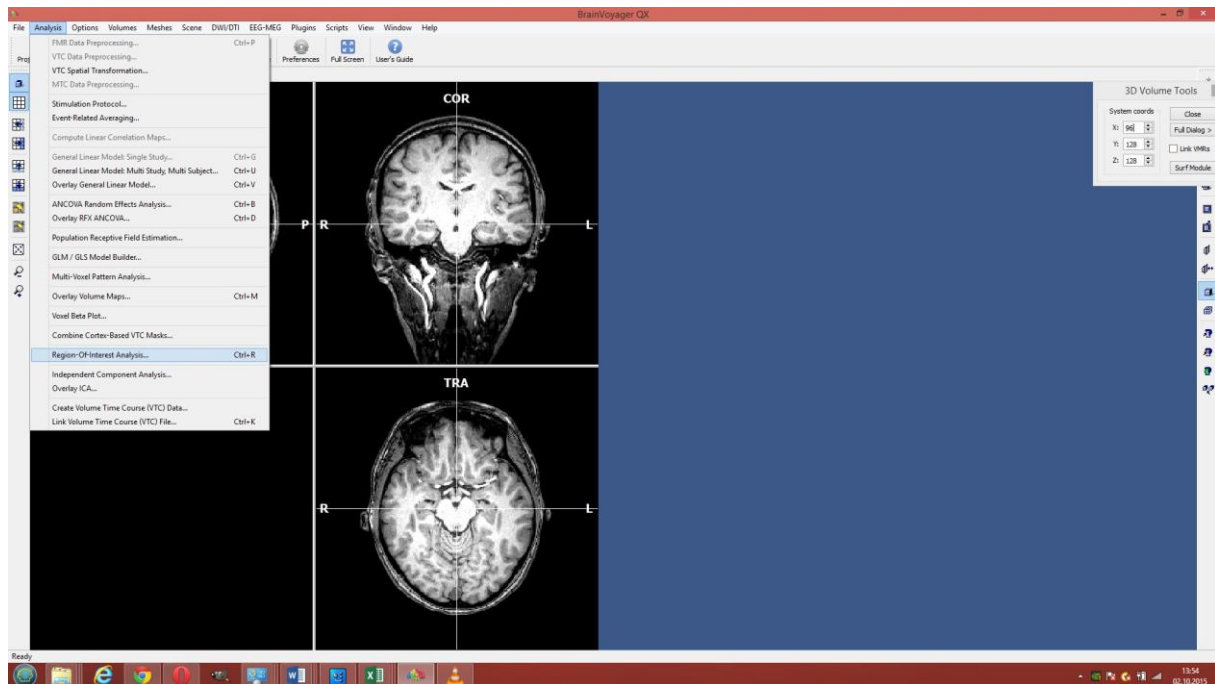 BrainVoyager QX
File Analysis Options Volumes Meshes Scene DWI/DTI EEG-MEG Plugins Scripts View Window Help
Preferences Full Screen User's Guide
FMR Data Preprocessing... Ctrl+P
VTC Data Preprocessing...
VTC Spatial Transformation...
MTC Data Preprocessing...
Stimulation Protocol...
Event-Related Averaging...
Compute Linear Correlation Maps...
General Linear Model: Single Study... Ctrl+G
General Linear Model: Multi Study, Multi Subject... Ctrl+U
Overlay General Linear Model... Ctrl+V
ANCOVA Random Effects Analysis... Ctrl+B
Overlay RFX ANCOVA... Ctrl+D
Population Receptive Field Estimation...
GLM / GLS Model Builder...
Multi-Voxel Pattern Analysis...
Overlay Volume Maps... Ctrl+M
Voxel Beta Plot...
Combine Cortex-Based VTC Masks...
Region-Of-Interest Analysis... Ctrl+R
Independent Component Analysis...
Overlay ICA...
Create Volume Time Course (VTC) Data...
Link Volume Time Course (VTC) File... Ctrl+K
COR
P R L
TRA
R L
3D Volume Tools
System coords Close
X: 96 Full Dialog >
Y: 128 Link VMRs
Z: 128 Surf Module
Ready
13:54
02.10.2015